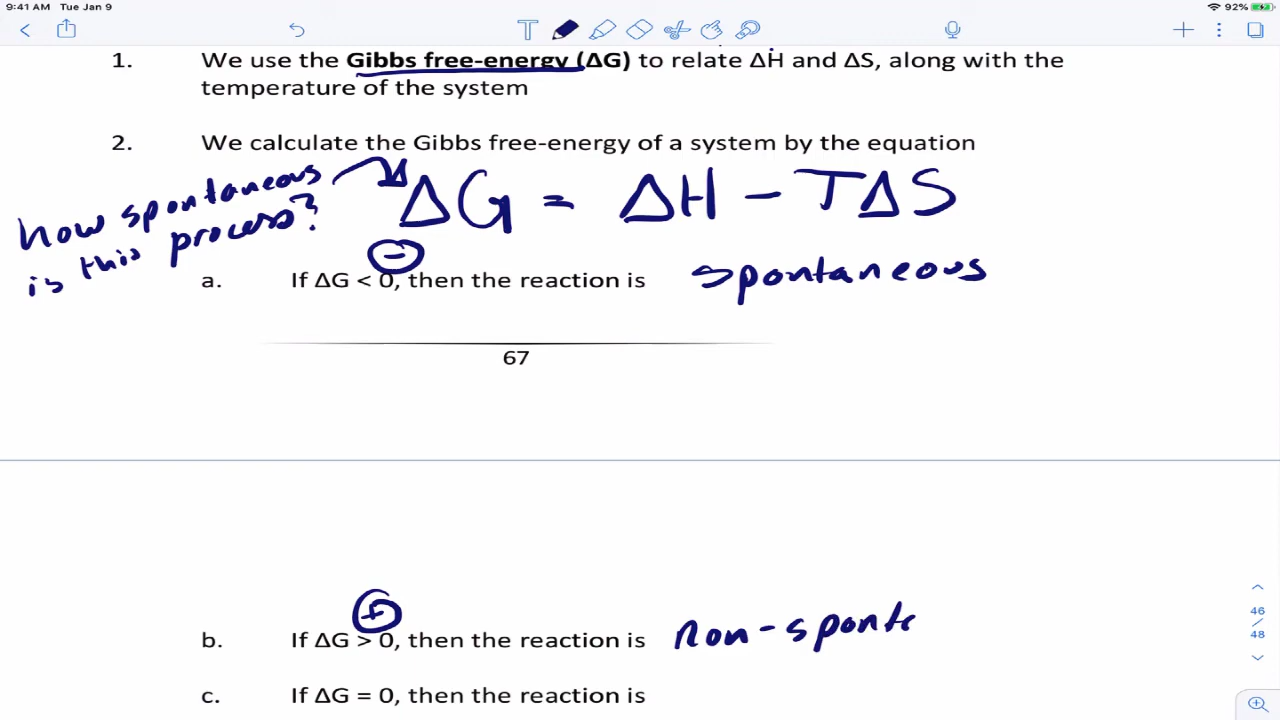 9:41 AM Tue Jan 9
92%
1. We use the Gibbs free-energy (ΔG) to relate ΔH and ΔS, along with the
temperature of the system
2. We calculate the Gibbs free-energy of a system by the equation
how spontaneous
is this process?
ΔG = ΔH - TΔS
-
a. If ΔG < 0, then the reaction is spontaneous
67
+
b. If ΔG > 0, then the reaction is non-sponte
c. If ΔG = 0, then the reaction is
46
/
48